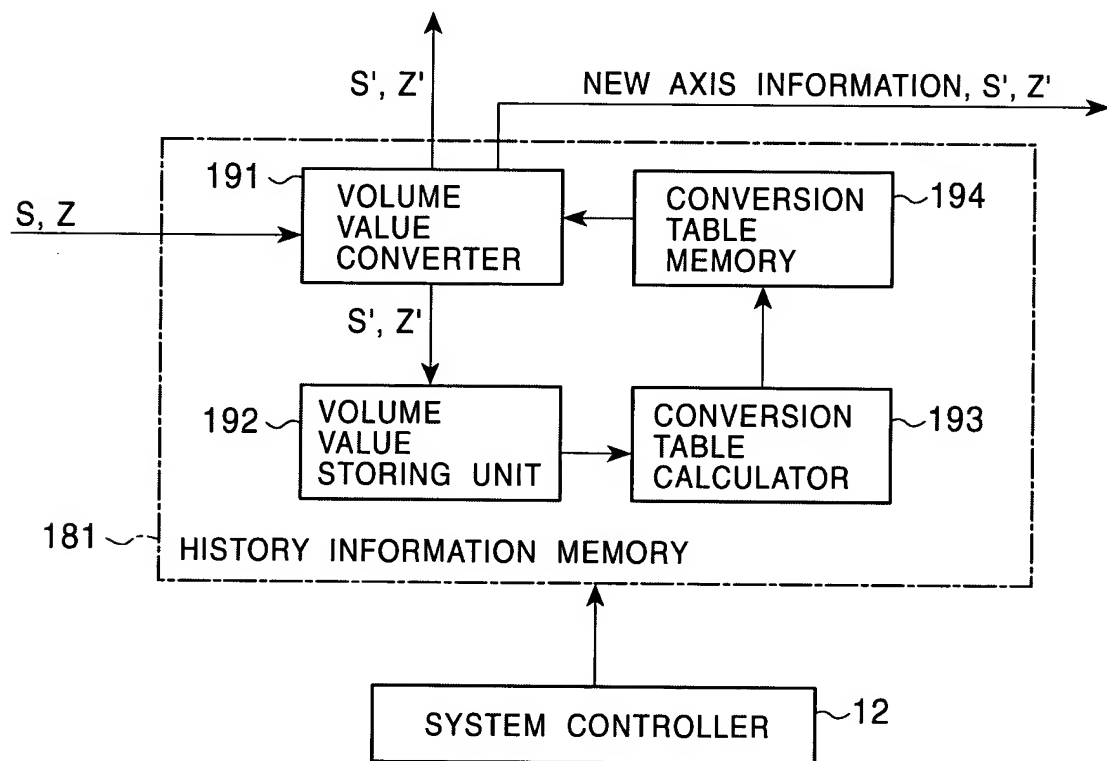 S', Z'
NEW AXIS INFORMATION, S', Z'
191
VOLUME
VALUE
CONVERTER
CONVERSION
TABLE
MEMORY
194
S, Z
S', Z'
192
VOLUME
VALUE
STORING UNIT
CONVERSION
TABLE
CALCULATOR
193
181
HISTORY INFORMATION MEMORY
SYSTEM CONTROLLER
12